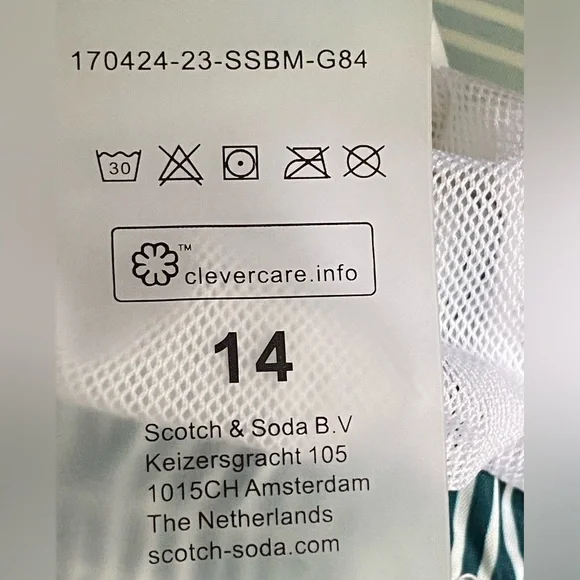 170424-23-SSBM-G84
30
™
clevercare.info
14
Scotch & Soda B.V
Keizersgracht 105
1015CH Amsterdam
The Netherlands
scotch-soda.com